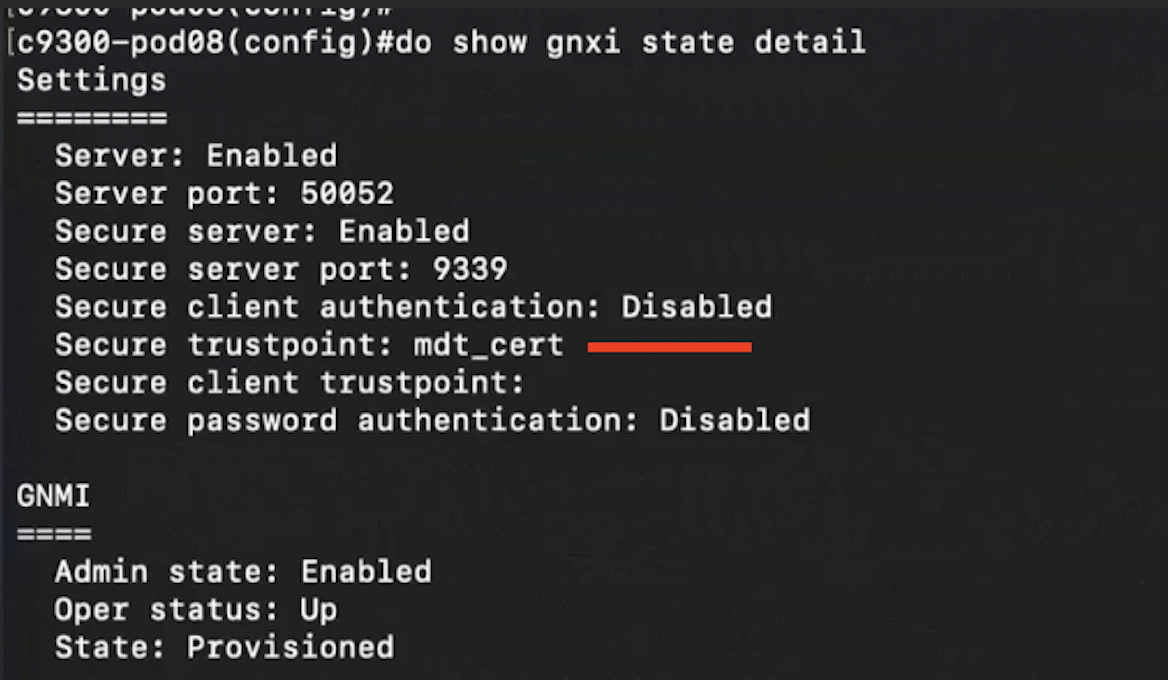 [c9300-pod08(config)#
[c9300-pod08(config)#do show gnxi state detail
Settings
========
Server: Enabled
Server port: 50052
Secure server: Enabled
Secure server port: 9339
Secure client authentication: Disabled
Secure trustpoint: mdt_cert
Secure client trustpoint:
Secure password authentication: Disabled
GNMI
====
Admin state: Enabled
Oper status: Up
State: Provisioned